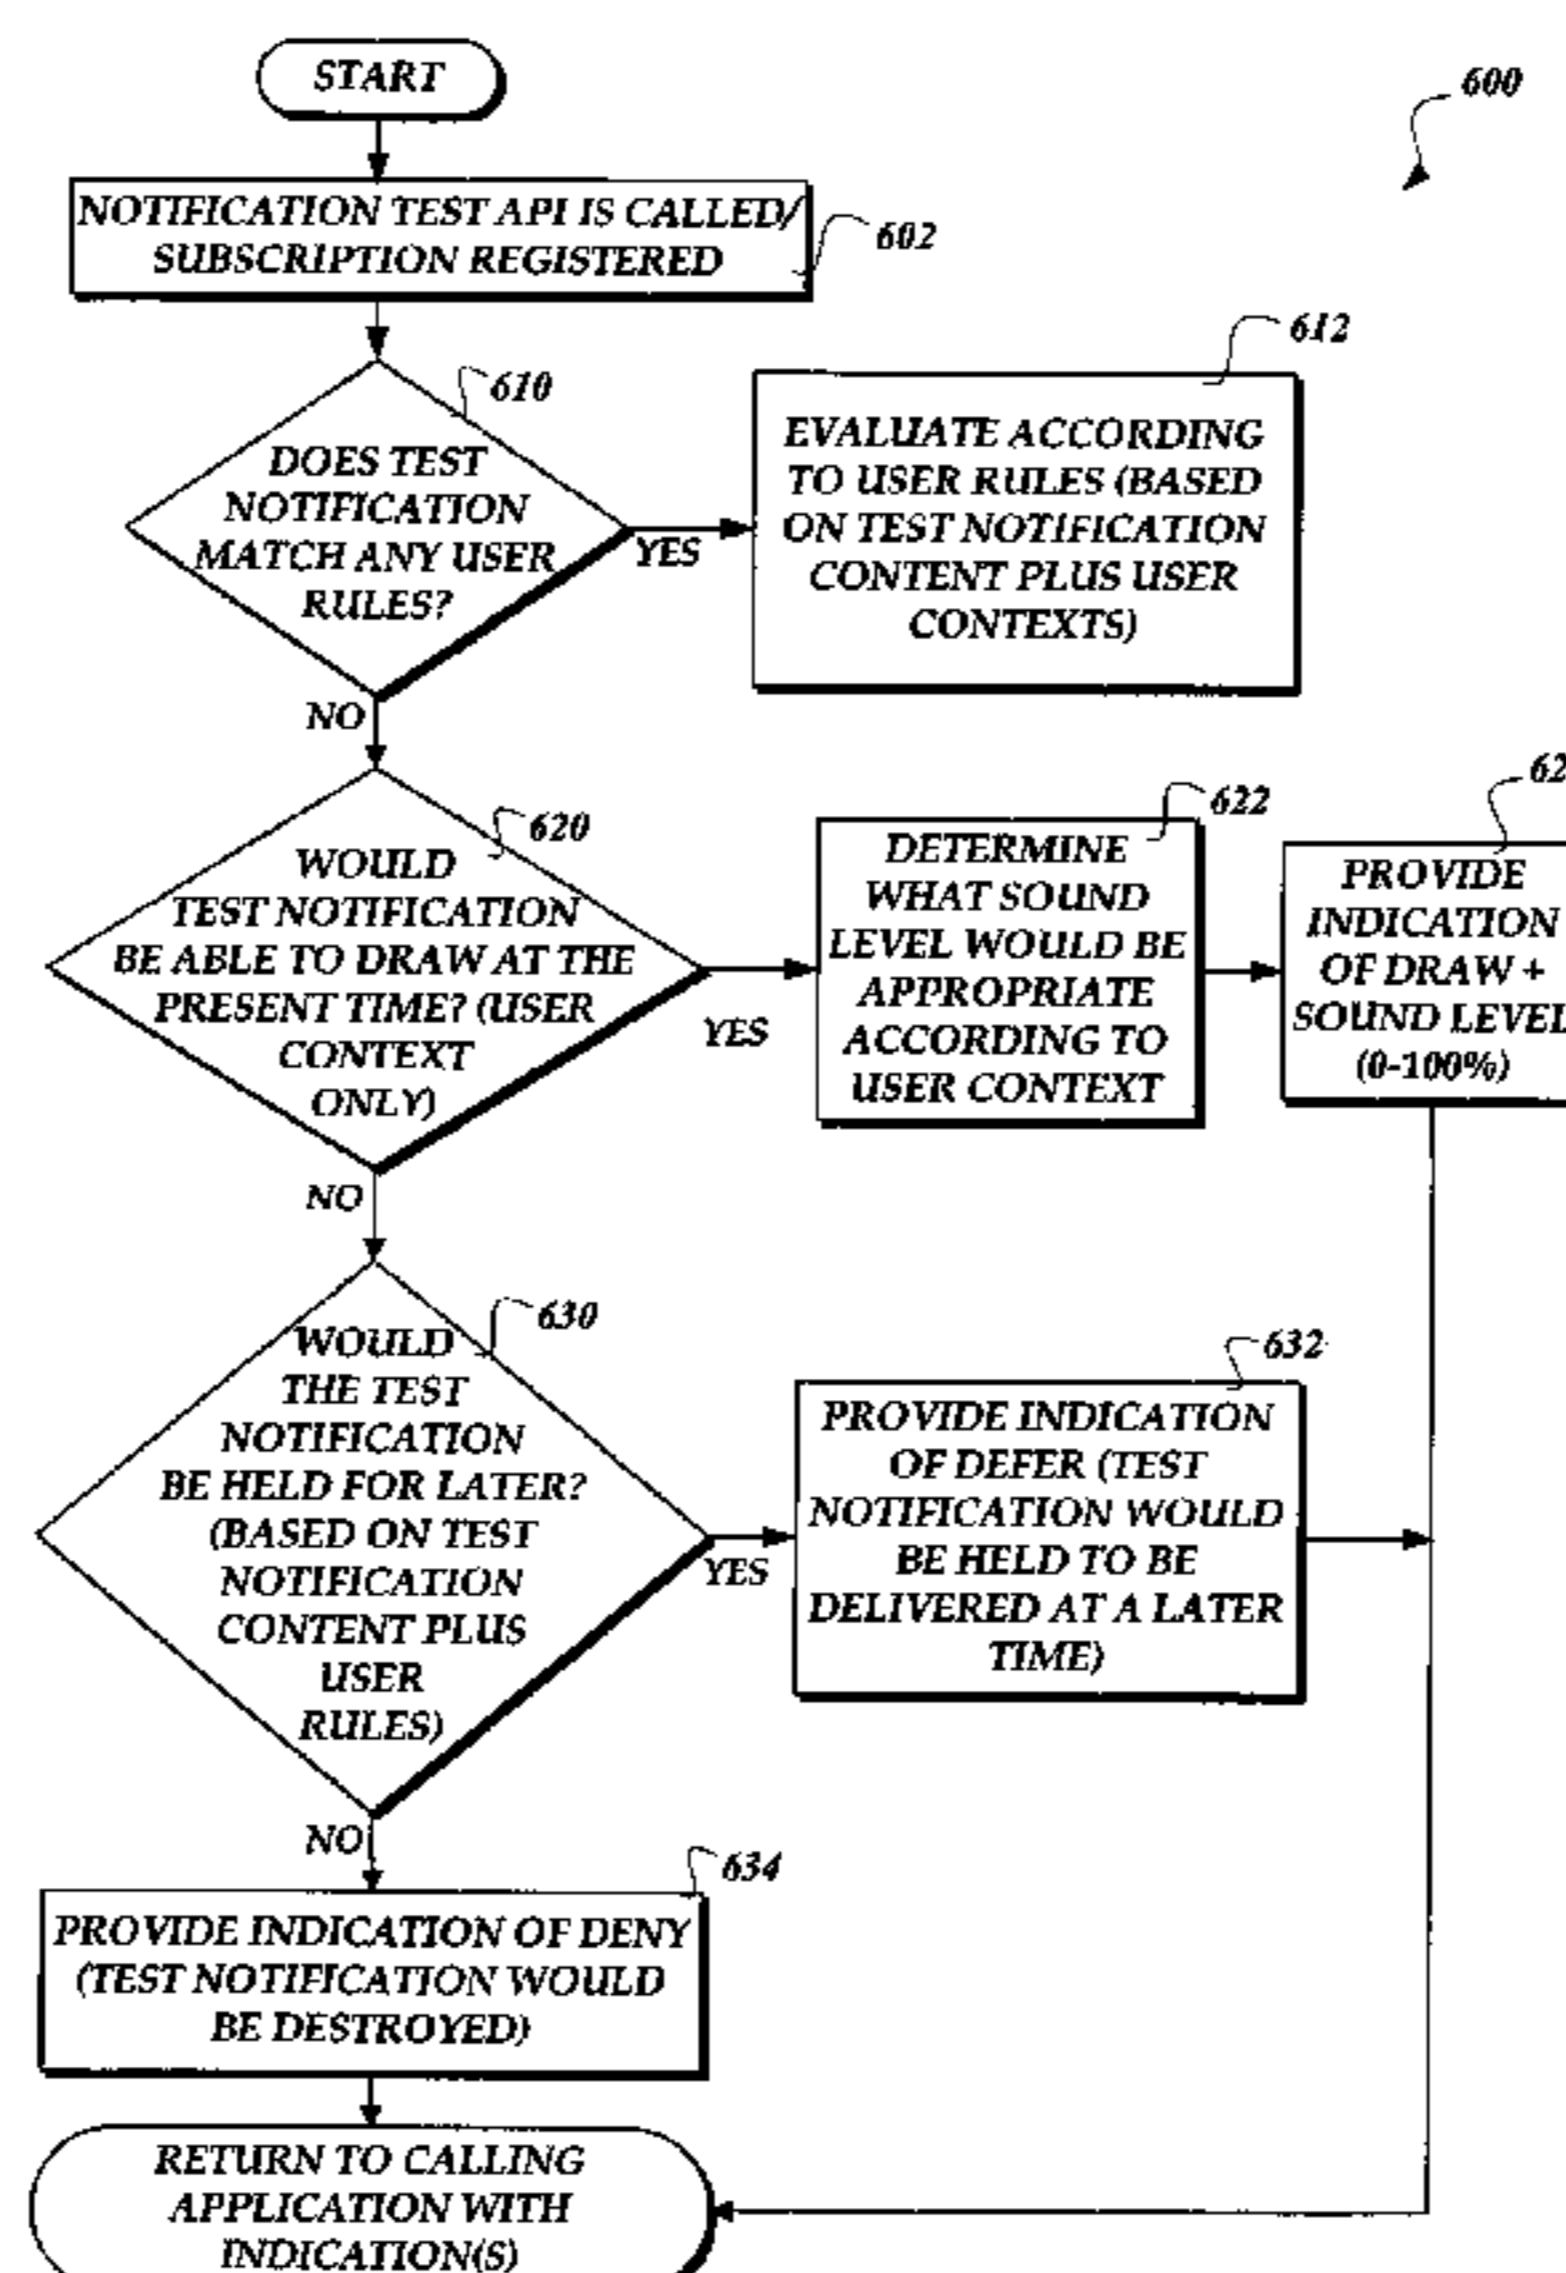 START
600
NOTIFICATION TEST API IS CALLED/
SUBSCRIPTION REGISTERED
602
610
DOES TEST
NOTIFICATION
MATCH ANY USER
RULES?
YES
NO
612
EVALUATE ACCORDING
TO USER RULES (BASED
ON TEST NOTIFICATION
CONTENT PLUS USER
CONTEXTS)
620
WOULD
TEST NOTIFICATION
BE ABLE TO DRAW AT THE
PRESENT TIME? (USER
CONTEXT
ONLY)
YES
NO
622
DETERMINE
WHAT SOUND
LEVEL WOULD BE
APPROPRIATE
ACCORDING TO
USER CONTEXT
PROVIDE
INDICATION
OF DRAW +
SOUND LEVEL
(0-100%)
630
WOULD
THE TEST
NOTIFICATION
BE HELD FOR LATER?
(BASED ON TEST
NOTIFICATION
CONTENT PLUS
USER
RULES)
YES
NO
632
PROVIDE INDICATION
OF DEFER (TEST
NOTIFICATION WOULD
BE HELD TO BE
DELIVERED AT A LATER
TIME)
634
PROVIDE INDICATION OF DENY
(TEST NOTIFICATION WOULD
BE DESTROYED)
RETURN TO CALLING
APPLICATION WITH
INDICATION(S)